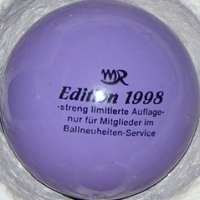 MR
Edition 1998
-streng limitierte Auflage-
nur für Mitglieder im
Ballneuheiten-Service